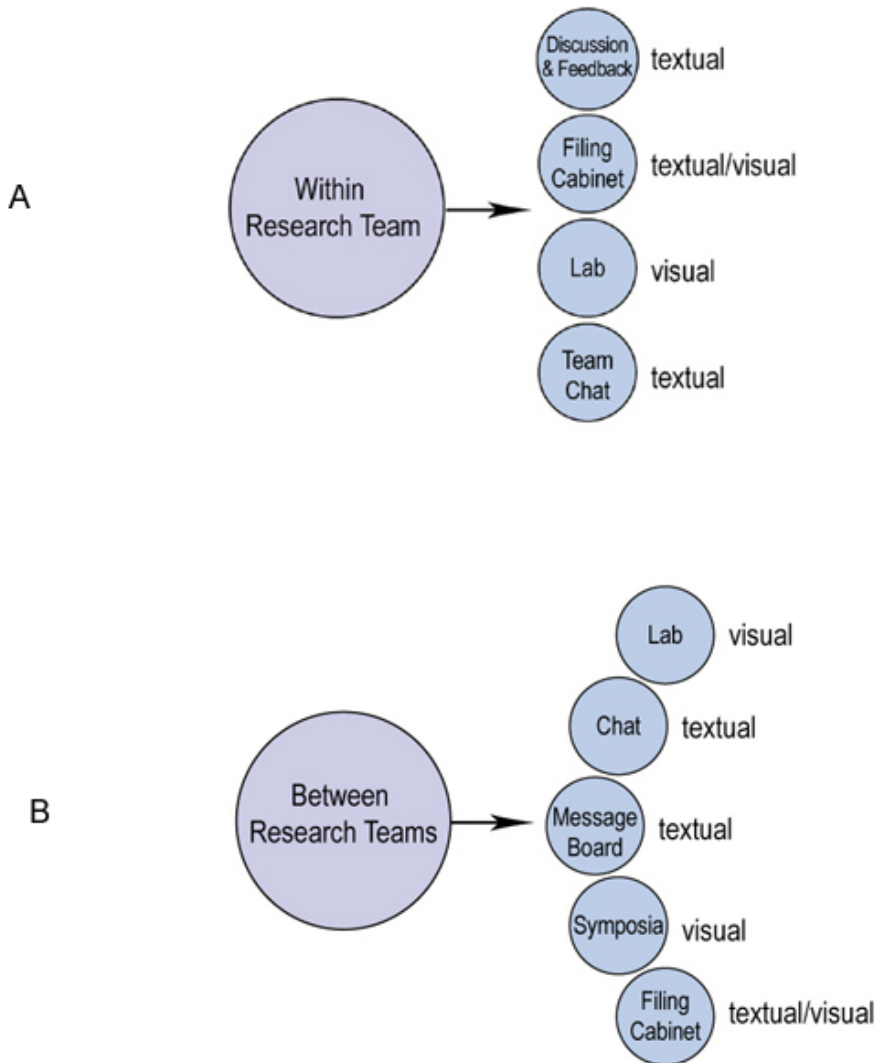 A
Within
Research Team
Discussion
& Feedback
textual
Filing
Cabinet
textual/visual
Lab
visual
Team
Chat
textual
B
Between
Research Teams
Lab
visual
Chat
textual
Message
Board
textual
Symposia
visual
Filing
Cabinet
textual/visual